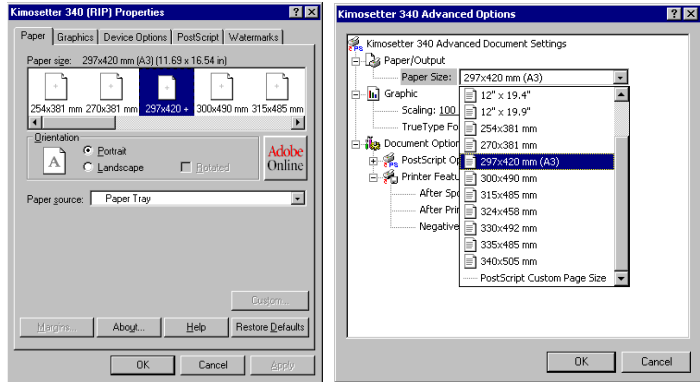 Kimosetter 340 (RIP) Properties
Paper
Graphics
Device Options
PostScript
Watermarks
Paper size: 297x420 mm (A3) (11.69 x 16.54 in)
254x381 mm
270x381 mm
297x420 +
300x490 mm
315x485 mm
Orientation
A
Portrait
Landscape
Rotated
Adobe
Online
Paper source:
Paper Tray
Custom...
Margins...
About...
Help
Restore Defaults
OK
Cancel
Apply
Kimosetter 340 Advanced Options
Kimosetter 340 Advanced Document Settings
Paper/Output
Paper Size:
297x420 mm (A3)
Graphic
Scaling: 100
TrueType Fo
Document Option
PostScript Op
Printer Featu
After Spo
After Prin
Negative
12" x 19.4"
12" x 19.9"
254x381 mm
270x381 mm
297x420 mm (A3)
300x490 mm
315x485 mm
324x458 mm
330x492 mm
335x485 mm
340x505 mm
PostScript Custom Page Size
OK
Cancel